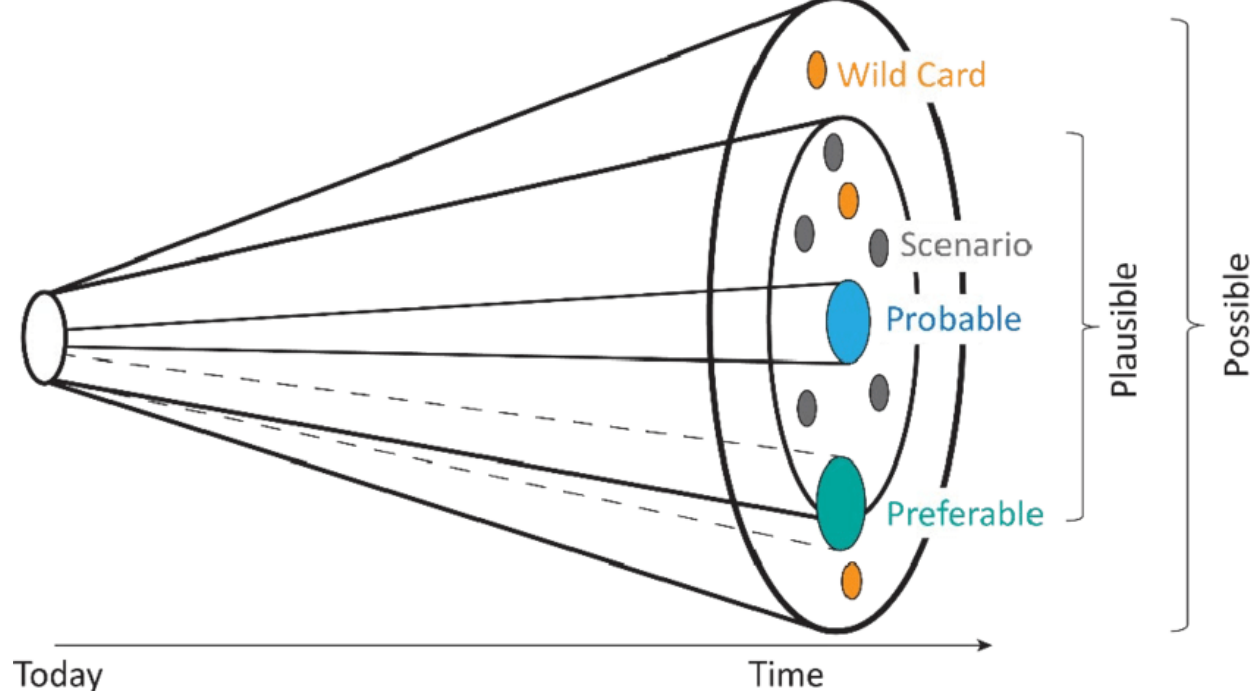 Wild Card
Scenario
Probable
Preferable
Plausible
Possible
Today
Time